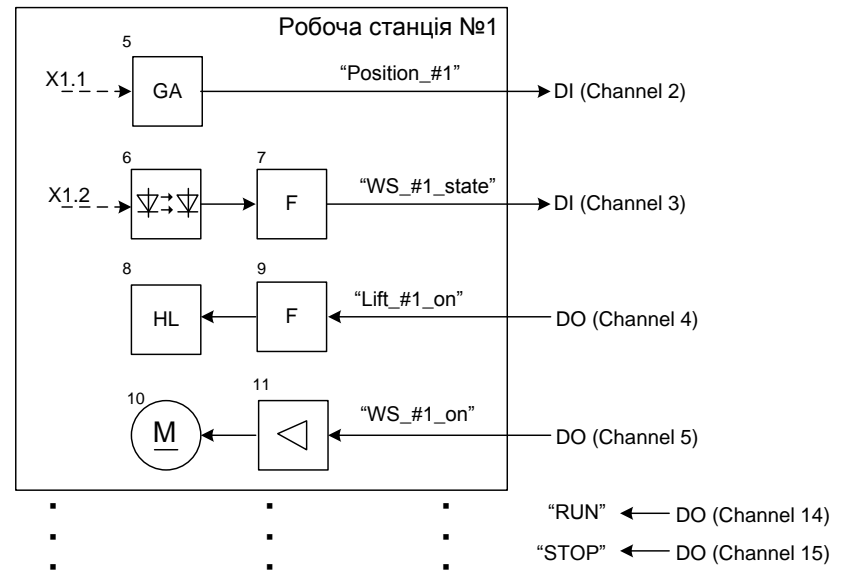 Робоча станція №1
5
X1.1
GA
“Position_#1”
DI (Channel 2)
6
7
X1.2
F
“WS_#1_state”
DI (Channel 3)
8
9
HL
F
“Lift_#1_on”
DO (Channel 4)
10
11
M
“WS_#1_on”
DO (Channel 5)
“RUN”
DO (Channel 14)
“STOP”
DO (Channel 15)